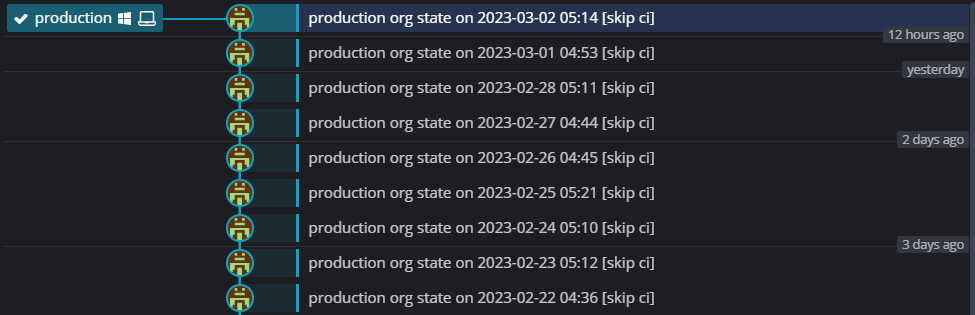 production production org state on 2023-03-02 05:14 [skip ci]
12 hours ago
production org state on 2023-03-01 04:53 [skip ci]
yesterday
production org state on 2023-02-28 05:11 [skip ci]
production org state on 2023-02-27 04:44 [skip ci]
2 days ago
production org state on 2023-02-26 04:45 [skip ci]
production org state on 2023-02-25 05:21 [skip ci]
production org state on 2023-02-24 05:10 [skip ci]
3 days ago
production org state on 2023-02-23 05:12 [skip ci]
production org state on 2023-02-22 04:36 [skip ci]